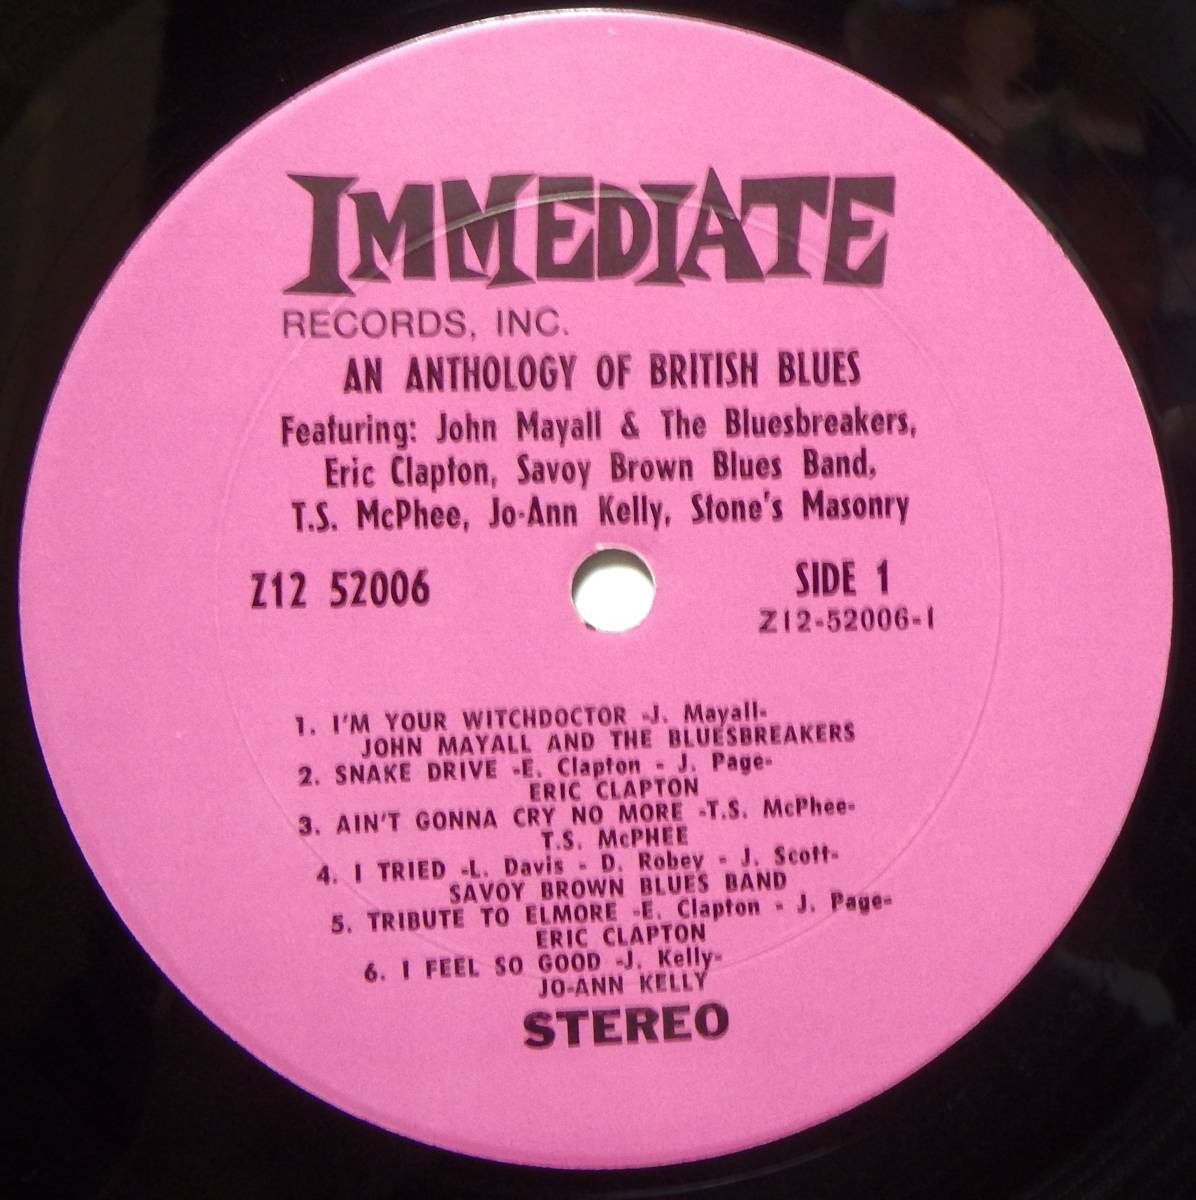 IMMEDIATE
RECORDS, INC.
AN ANTHOLOGY OF BRITISH BLUES
Featuring: John Mayall & The Bluesbreakers,
Eric Clapton, Savoy Brown Blues Band,
T.S. McPhee, Jo-Ann Kelly, Stone's Masonry
Z12 52006
SIDE 1
Z12-52006-1
1. I'M YOUR WITCHDOCTOR -J. Mayall-
JOHN MAYALL AND THE BLUESBREAKERS
2. SNAKE DRIVE -E. Clapton - J. Page-
ERIC CLAPTON
3. AIN'T GONNA CRY NO MORE -T.S. McPhee-
T.S. McPHEE
4. I TRIED -L. Davis - D. Robey - J. Scott-
SAVOY BROWN BLUES BAND
5. TRIBUTE TO ELMORE -E. Clapton - J. Page-
ERIC CLAPTON
6. I FEEL SO GOOD -J. Kelly-
JO-ANN KELLY
STEREO